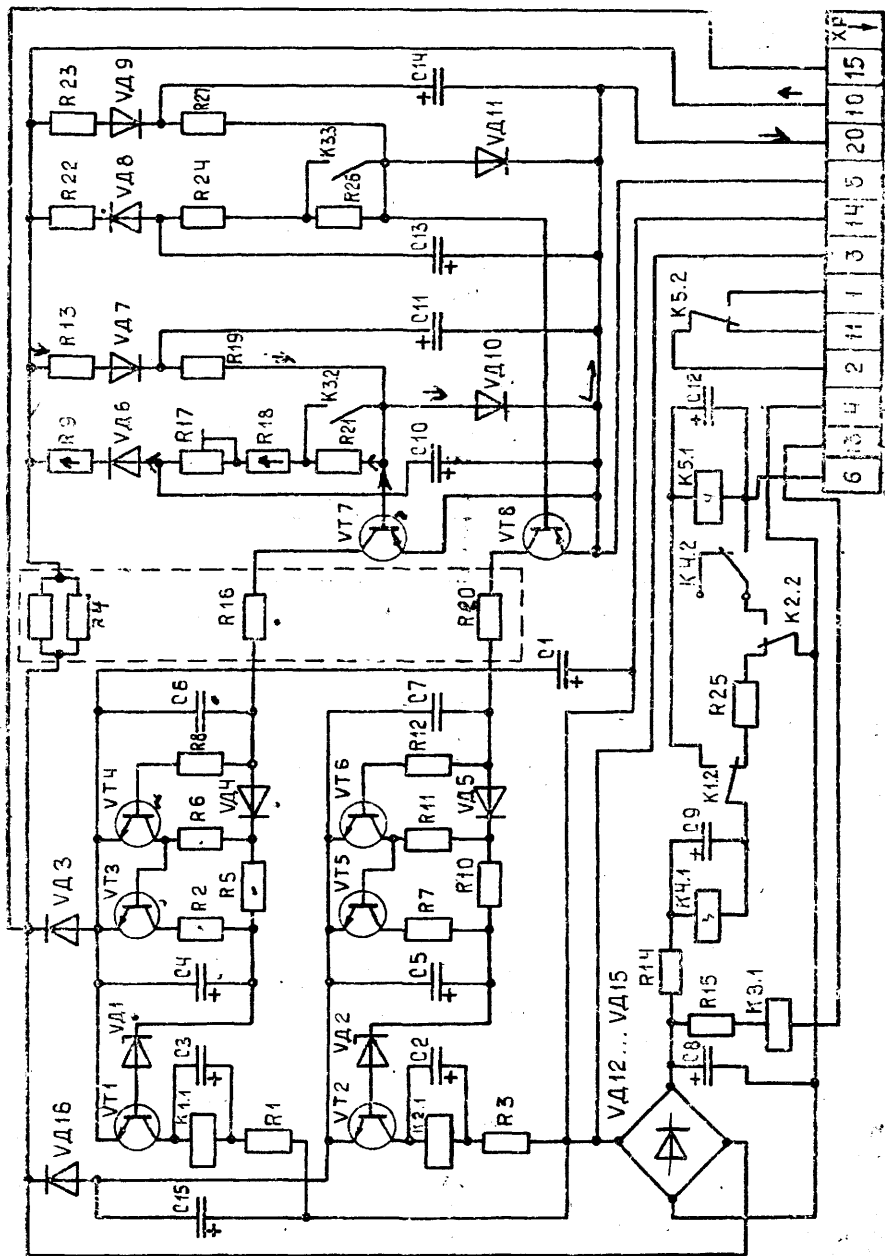 R23
VД9
R27
C14
R22
VД8
R24
K3.3
R26
VД11
C13
R13
VД7
R19
C11
R9
VД6
R17
R18
K3.2
R21
VД10
C10
VT7
VT8
R4
R16
R20
C1
VД3
VT4
R8
C6
VT3
R6
VД4
R2
R5
C4
VT6
R12
C7
VT5
R11
VД5
R7
R10
C5
VД16
VД1
VT1
C3
K1.1
R1
VД2
VT2
C2
K2.1
R3
C15
VД12...VД15
C8
R15
K3.1
R14
K4.1
C9
K1.2
R25
K2.2
K4.2
K5.1
C12
K5.2
XP
15
10
20
5
14
3
1
11
2
4
13
6